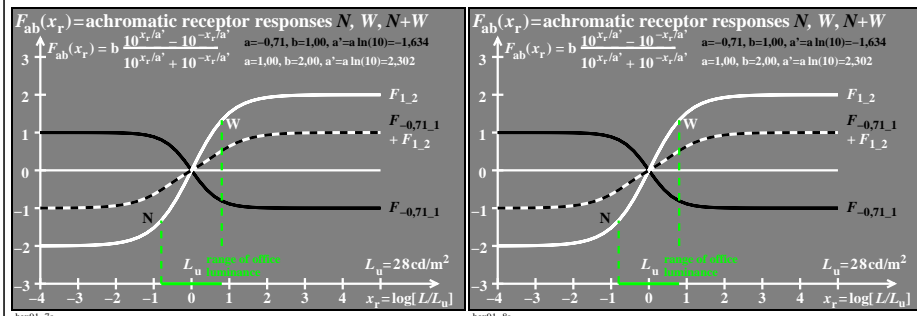 F_ab(x_r)=achromatic receptor responses N, W, N+W
F_ab(x_r) = b (10^{x_r/a'} − 10^{−x_r/a'}) / (10^{x_r/a'} + 10^{−x_r/a'})
a=−0,71, b=1,00, a'=a ln(10)=−1,634
a=1,00, b=2,00, a'=a ln(10)=2,302
3
2
1
0
−1
−2
−3
F_1_2
F_−0,71_1
+ F_1_2
F_−0,71_1
W
N
L_u
range of office
luminance
L_u=28cd/m²
−4 −3 −2 −1 0 1 2 3 4
x_r=log[L/L_u]
F_ab(x_r)=achromatic receptor responses N, W, N+W
F_ab(x_r) = b (10^{x_r/a'} − 10^{−x_r/a'}) / (10^{x_r/a'} + 10^{−x_r/a'})
a=−0,71, b=1,00, a'=a ln(10)=−1,634
a=1,00, b=2,00, a'=a ln(10)=2,302
3
2
1
0
−1
−2
−3
F_1_2
F_−0,71_1
+ F_1_2
F_−0,71_1
W
N
L_u
range of office
luminance
L_u=28cd/m²
−4 −3 −2 −1 0 1 2 3 4
x_r=log[L/L_u]